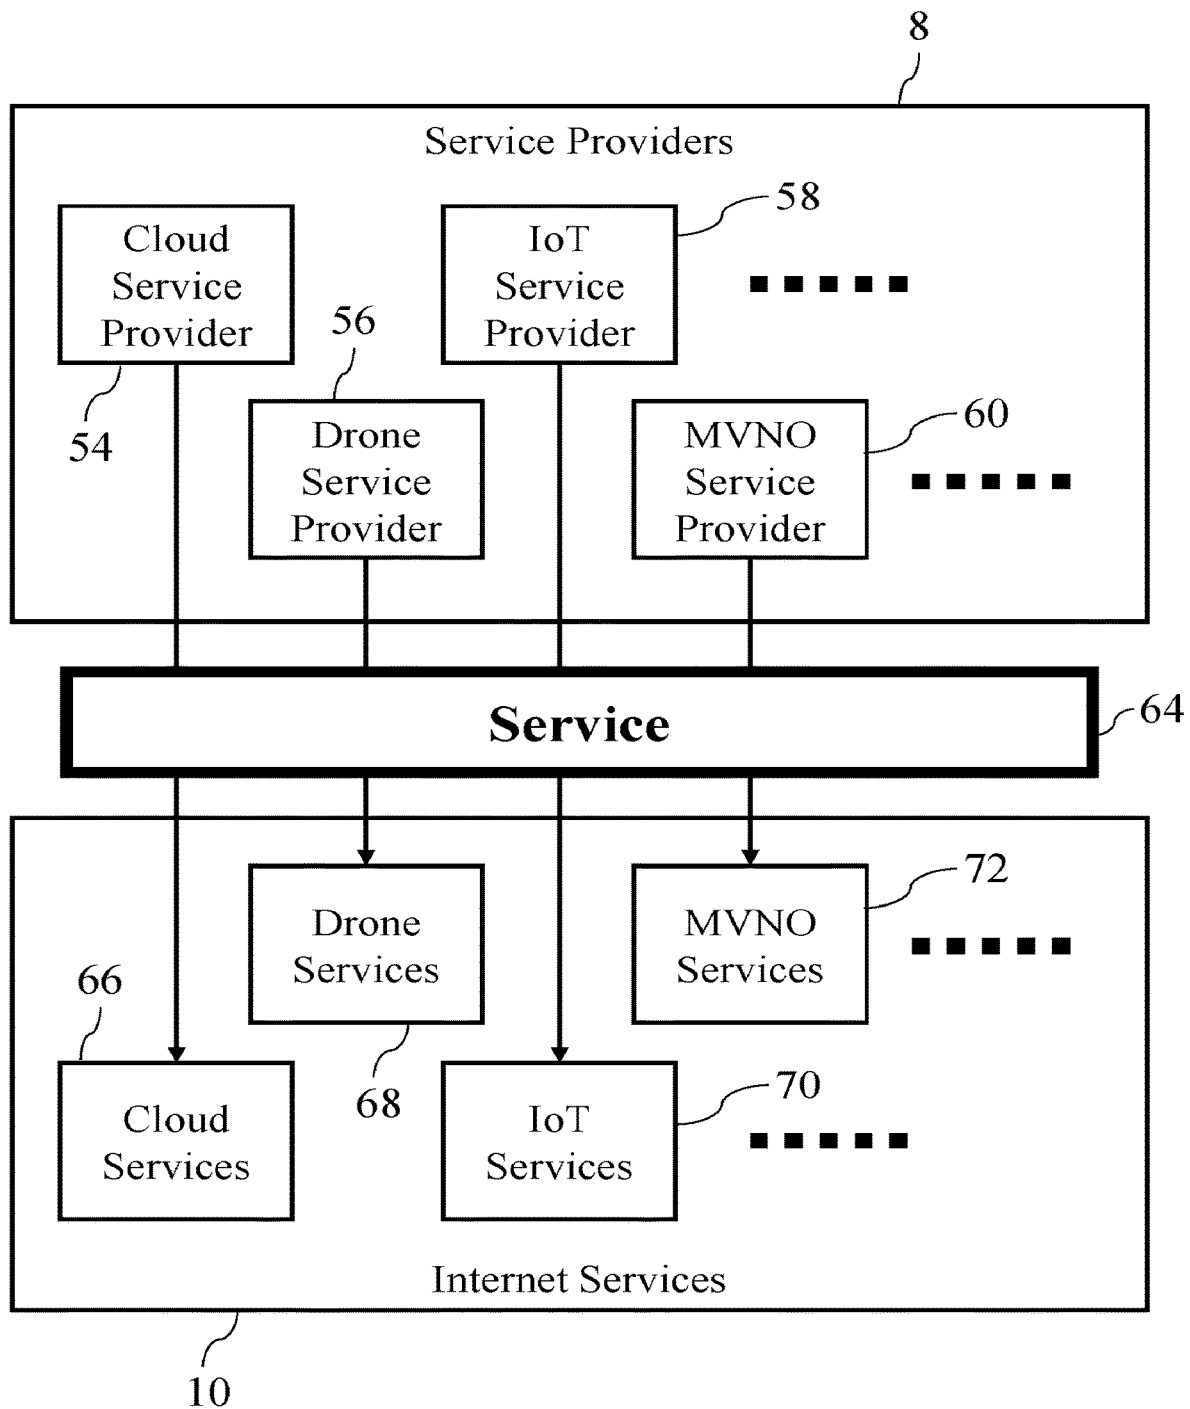 8
Service Providers
Cloud
Service
Provider
54
56
Drone
Service
Provider
IoT
Service
Provider
58
MVNO
Service
Provider
60
Service
64
Drone
Services
68
MVNO
Services
72
66
Cloud
Services
IoT
Services
70
Internet Services
10